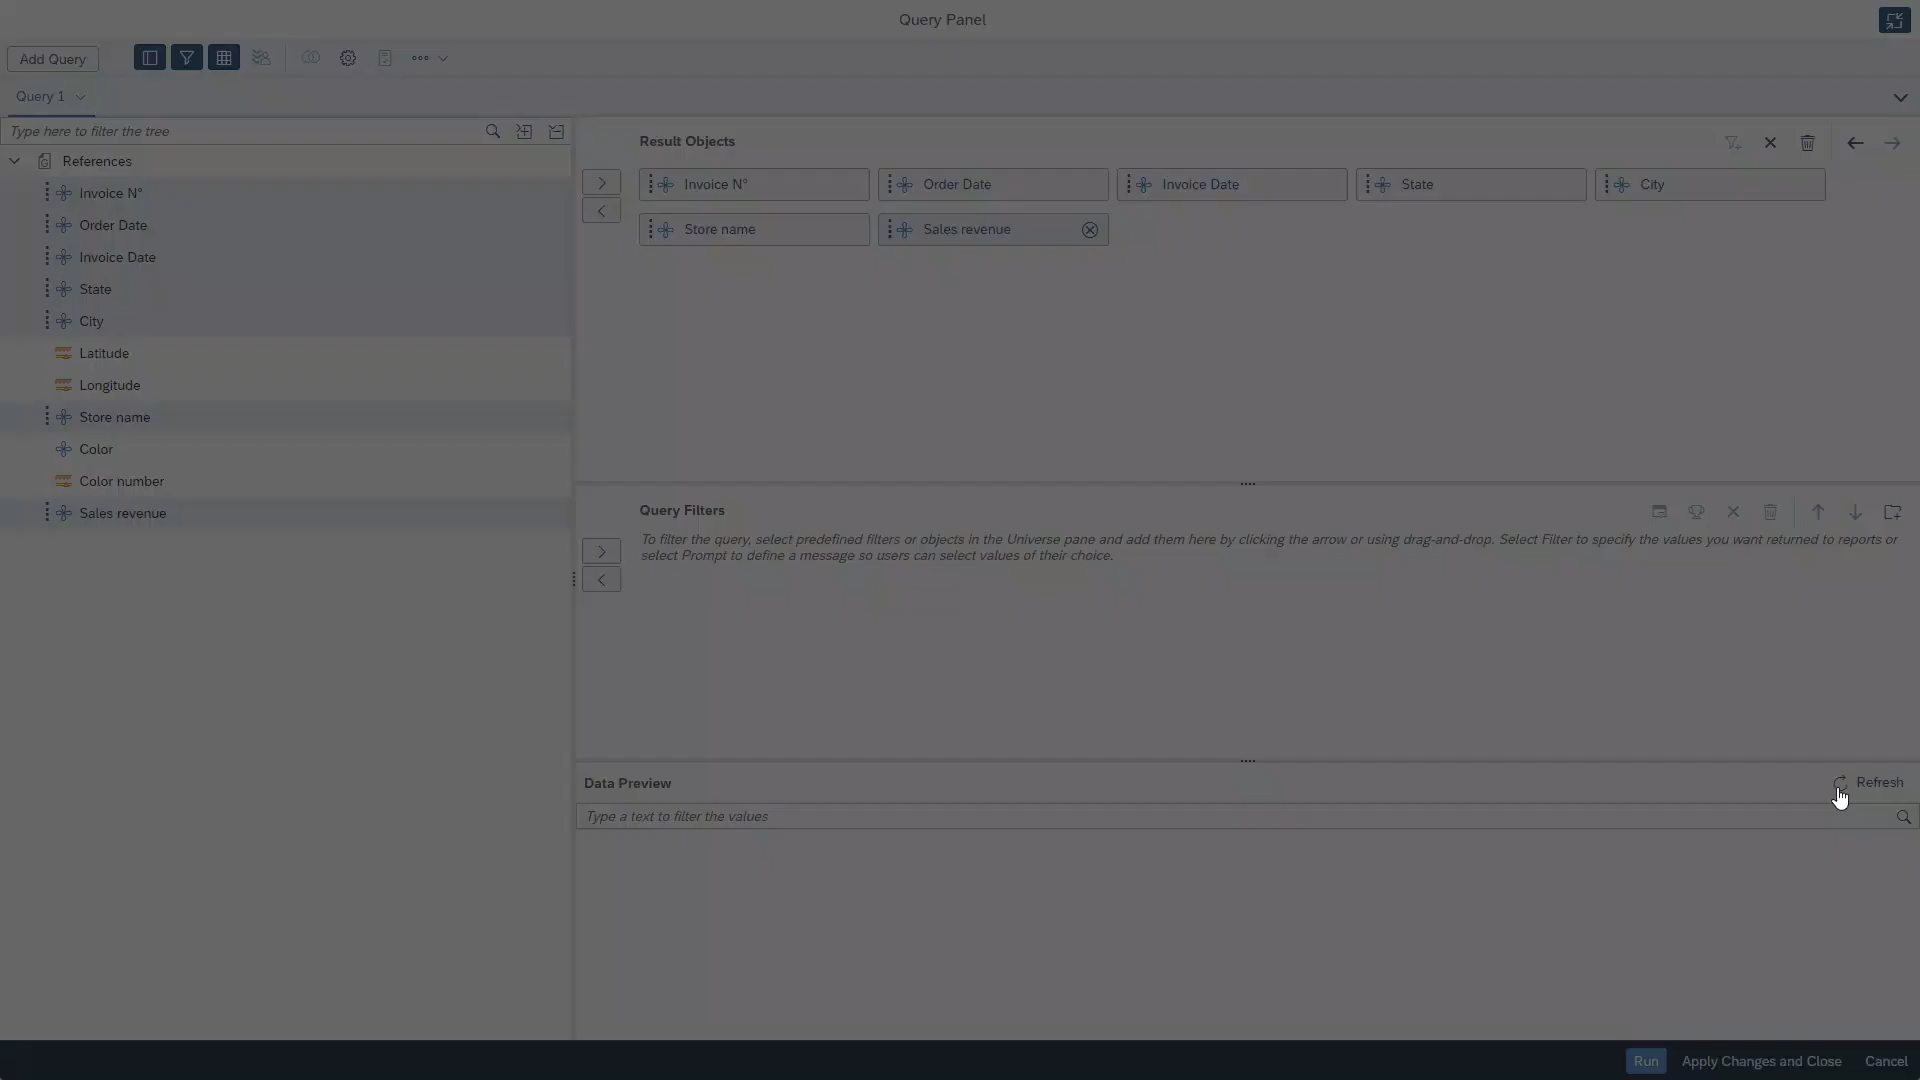 Query Panel
Add Query
Query 1
Type here to filter the tree
References
Invoice N°
Order Date
Invoice Date
State
City
Latitude
Longitude
Store name
Color
Color number
Sales revenue
Result Objects
Invoice N°
Order Date
Invoice Date
State
City
Store name
Sales revenue
Query Filters
To filter the query, select predefined filters or objects in the Universe pane and add them here by clicking the arrow or using drag-and-drop. Select Filter to specify the values you want returned to reports or
select Prompt to define a message so users can select values of their choice.
Data Preview
Refresh
Type a text to filter the values
Run
Apply Changes and Close
Cancel